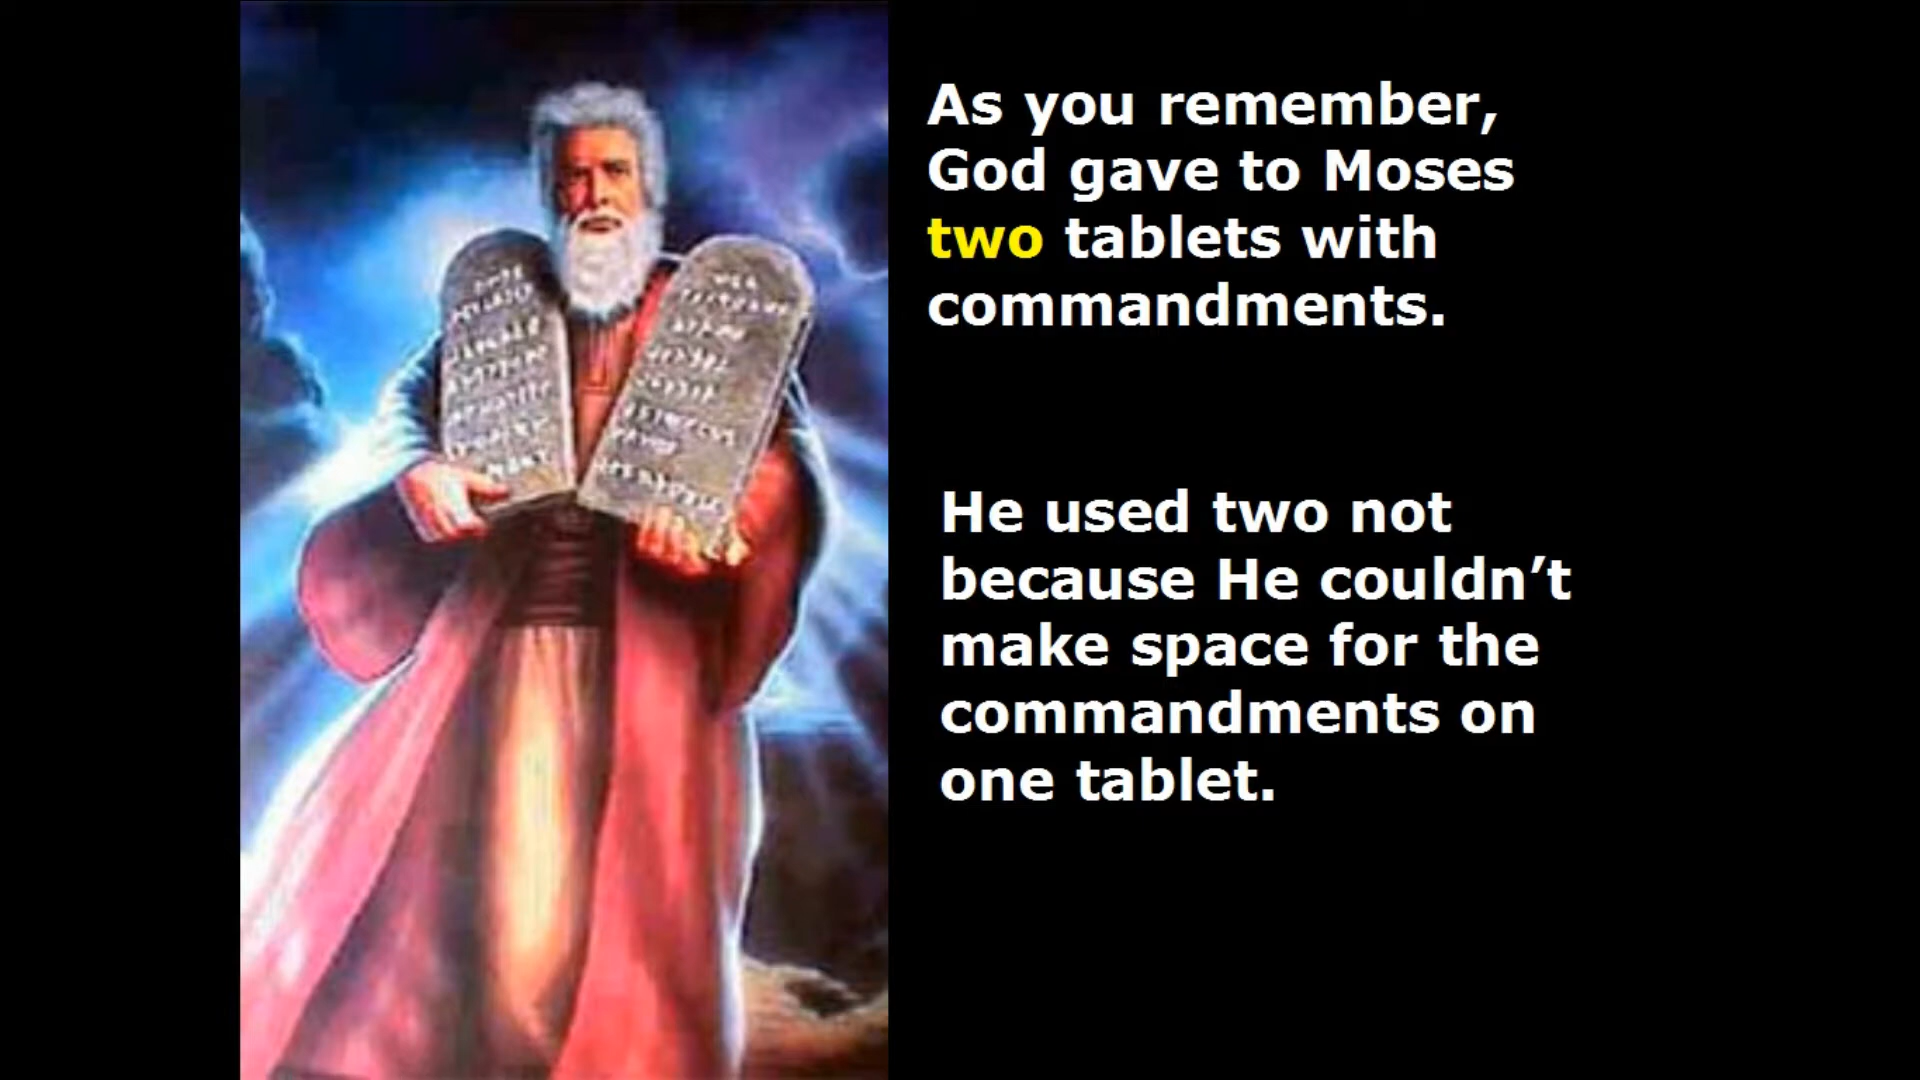 As you remember,
God gave to Moses
two tablets with
commandments.
He used two not
because He couldn’t
make space for the
commandments on
one tablet.